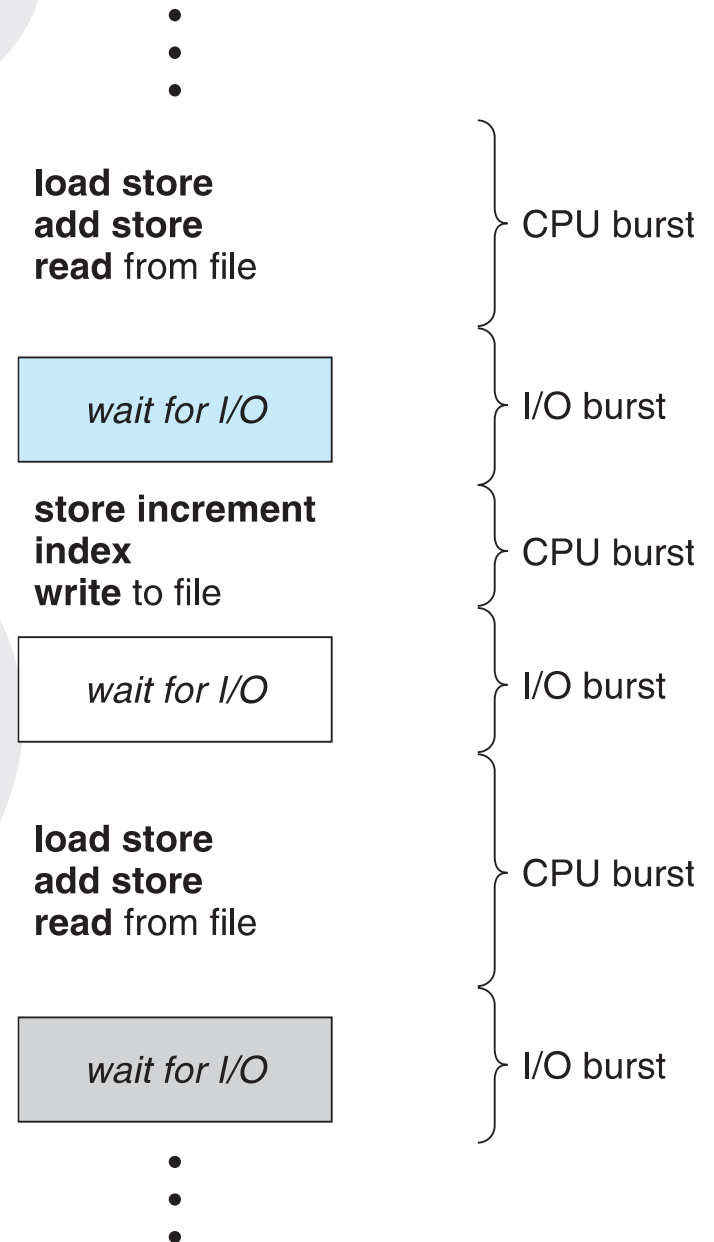 load store
add store
read from file
CPU burst
wait for I/O
I/O burst
store increment
index
write to file
CPU burst
wait for I/O
I/O burst
load store
add store
read from file
CPU burst
wait for I/O
I/O burst